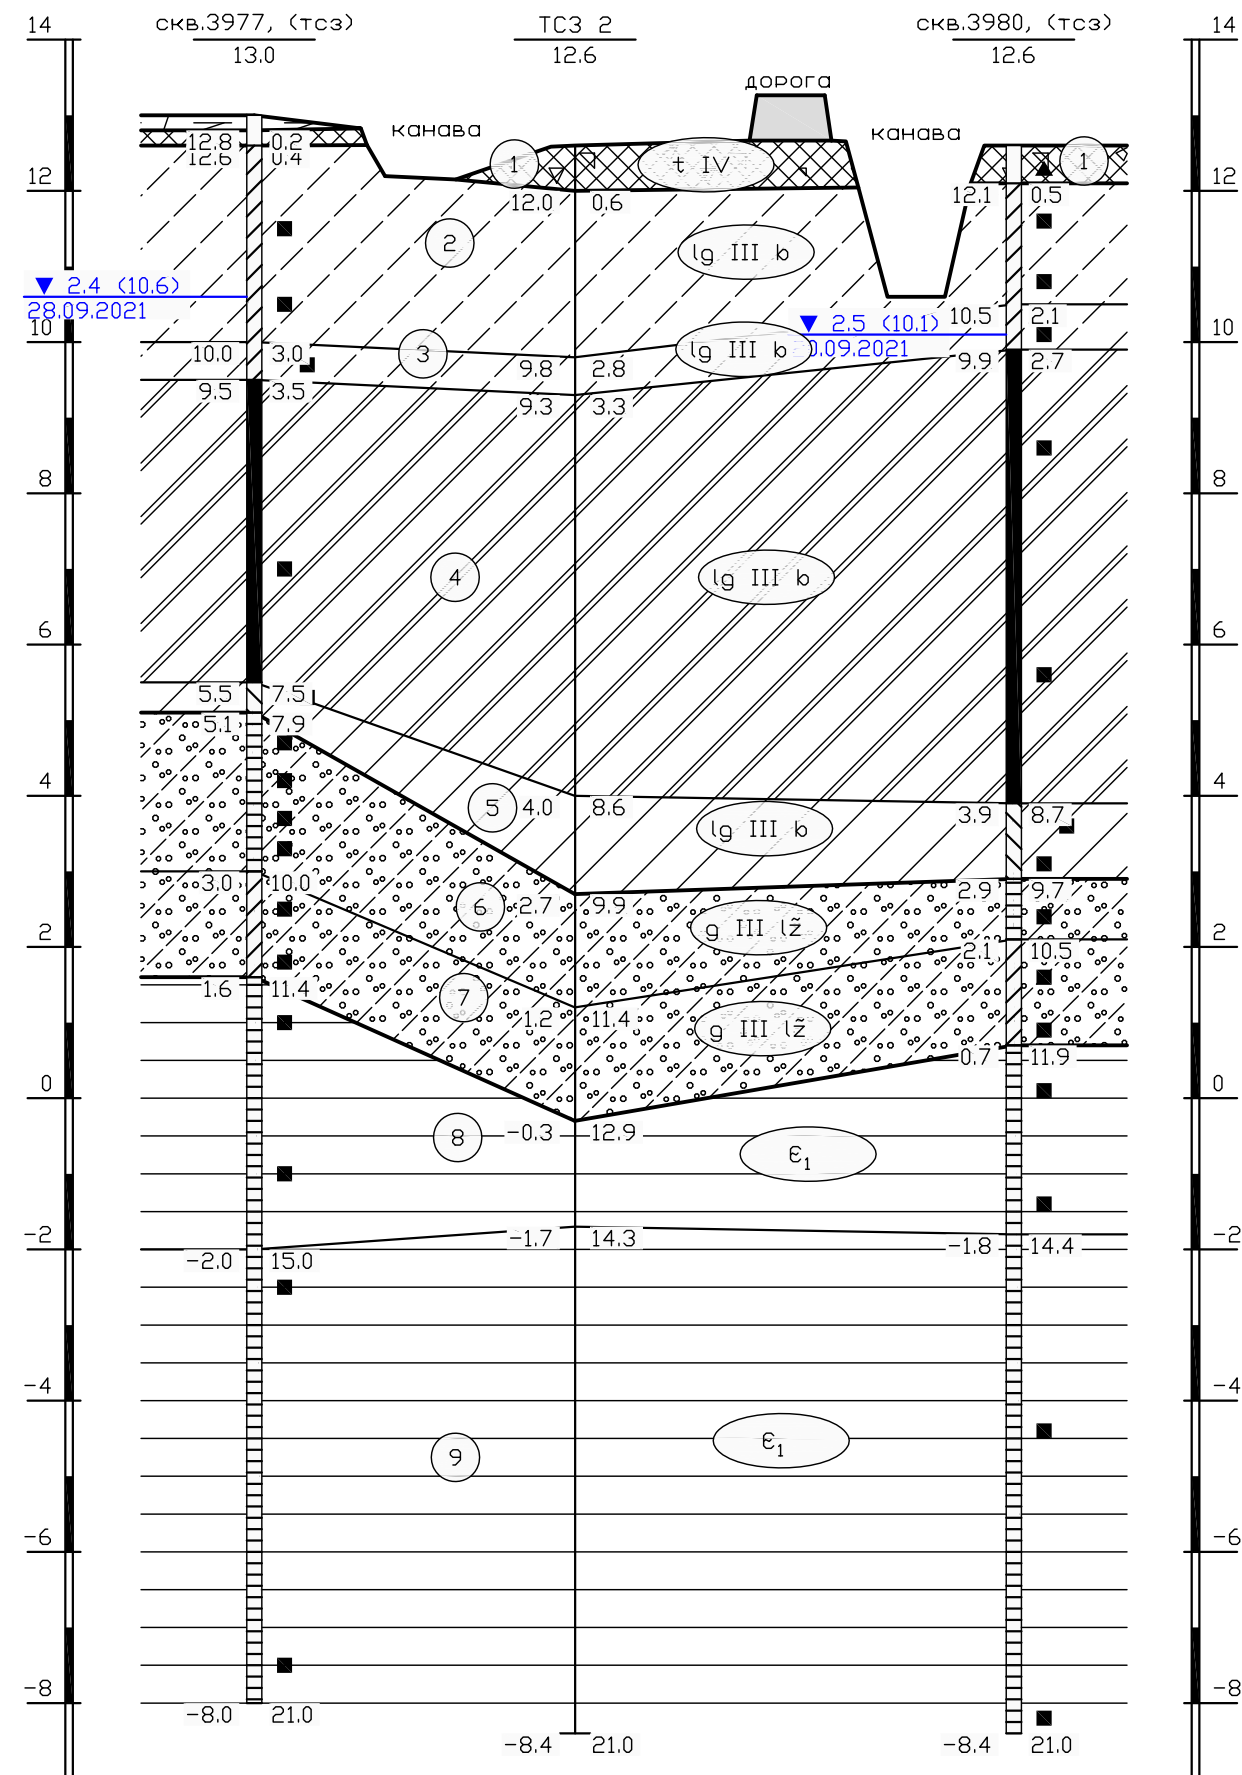 14 скв.3977, (тсз) ТСЗ 2 скв.3980, (тсз) 14
13.0 12.6 12.6
дорога
канава канава
12.8 0.2
12.6 0.4
1 t IV 1
12 12
12.0 0.6 12.1 0.5
2 lg III b
2.4 (10.6)
28.09.2021
10.5 2.1
2.5 (10.1)
10 10
10.0 3.0 3 lg III b
9.8 2.8 9.9 2.7
9.5 3.5
9.3 3.3
8 8
4 lg III b
6 6
5.5 7.5
5.1 7.9
4 4
5 4.0 8.6 3.9 8.7
lg III b
3.0 10.0 2.9 9.7
6 2.7 9.9
g III lž
2 2
2.1 10.5
1.6 11.4
7
1.2 11.4 g III lž
0.7 11.9
0 0
8 -0.3 12.9
Є1
-2 -2
-1.7 14.3 -1.8 14.4
-2.0 15.0
-4 -4
9 Є1
-6 -6
-8 -8
-8.0 21.0
-8.4 21.0 -8.4 21.0